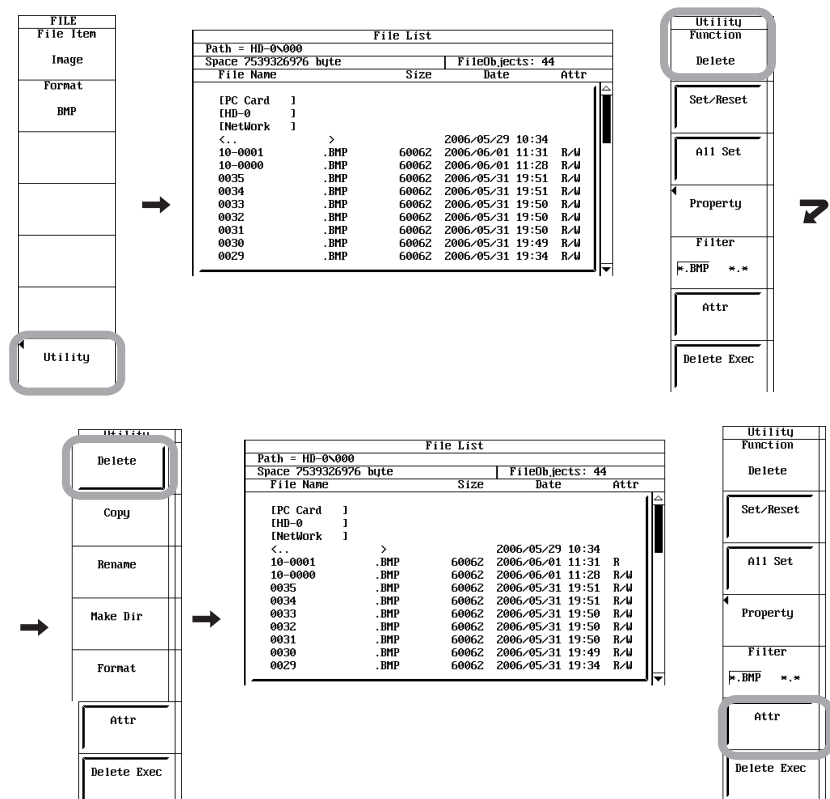 FILE
File Item
Image
Format
BMP
Utility
File List
Path = HD-0\000
Space 7539326976 byte FileObjects: 44
File Name Size Date Attr
[PC Card ]
[HD-0 ]
[NetWork ]
<.. > 2006/05/29 10:34
10-0001 .BMP 60062 2006/06/01 11:31 R/W
10-0000 .BMP 60062 2006/06/01 11:28 R/W
0035 .BMP 60062 2006/05/31 19:51 R/W
0034 .BMP 60062 2006/05/31 19:51 R/W
0033 .BMP 60062 2006/05/31 19:50 R/W
0032 .BMP 60062 2006/05/31 19:50 R/W
0031 .BMP 60062 2006/05/31 19:50 R/W
0030 .BMP 60062 2006/05/31 19:49 R/W
0029 .BMP 60062 2006/05/31 19:34 R/W
Utility
Function
Delete
Set/Reset
All Set
Property
Filter
*.BMP *.*
Attr
Delete Exec
Utility
Delete
Copy
Rename
Make Dir
Format
Attr
Delete Exec
File List
Path = HD-0\000
Space 7539326976 byte FileObjects: 44
File Name Size Date Attr
[PC Card ]
[HD-0 ]
[NetWork ]
<.. > 2006/05/29 10:34
10-0001 .BMP 60062 2006/06/01 11:31 R
10-0000 .BMP 60062 2006/06/01 11:28 R/W
0035 .BMP 60062 2006/05/31 19:51 R/W
0034 .BMP 60062 2006/05/31 19:51 R/W
0033 .BMP 60062 2006/05/31 19:50 R/W
0032 .BMP 60062 2006/05/31 19:50 R/W
0031 .BMP 60062 2006/05/31 19:50 R/W
0030 .BMP 60062 2006/05/31 19:49 R/W
0029 .BMP 60062 2006/05/31 19:34 R/W
Utility
Function
Delete
Set/Reset
All Set
Property
Filter
*.BMP *.*
Attr
Delete Exec